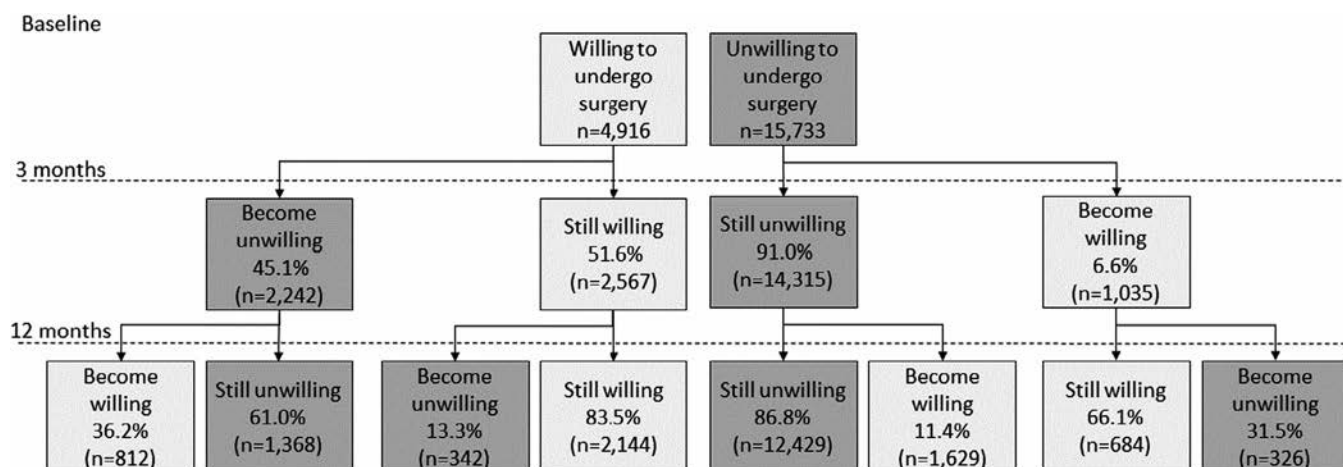 Baseline
Willing to
undergo
surgery
n=4,916
Unwilling to
undergo
surgery
n=15,733
3 months
Become
unwilling
45.1%
(n=2,242)
Still willing
51.6%
(n=2,567)
Still unwilling
91.0%
(n=14,315)
Become
willing
6.6%
(n=1,035)
12 months
Become
willing
36.2%
(n=812)
Still unwilling
61.0%
(n=1,368)
Become
unwilling
13.3%
(n=342)
Still willing
83.5%
(n=2,144)
Still unwilling
86.8%
(n=12,429)
Become
willing
11.4%
(n=1,629)
Still willing
66.1%
(n=684)
Become
unwilling
31.5%
(n=326)